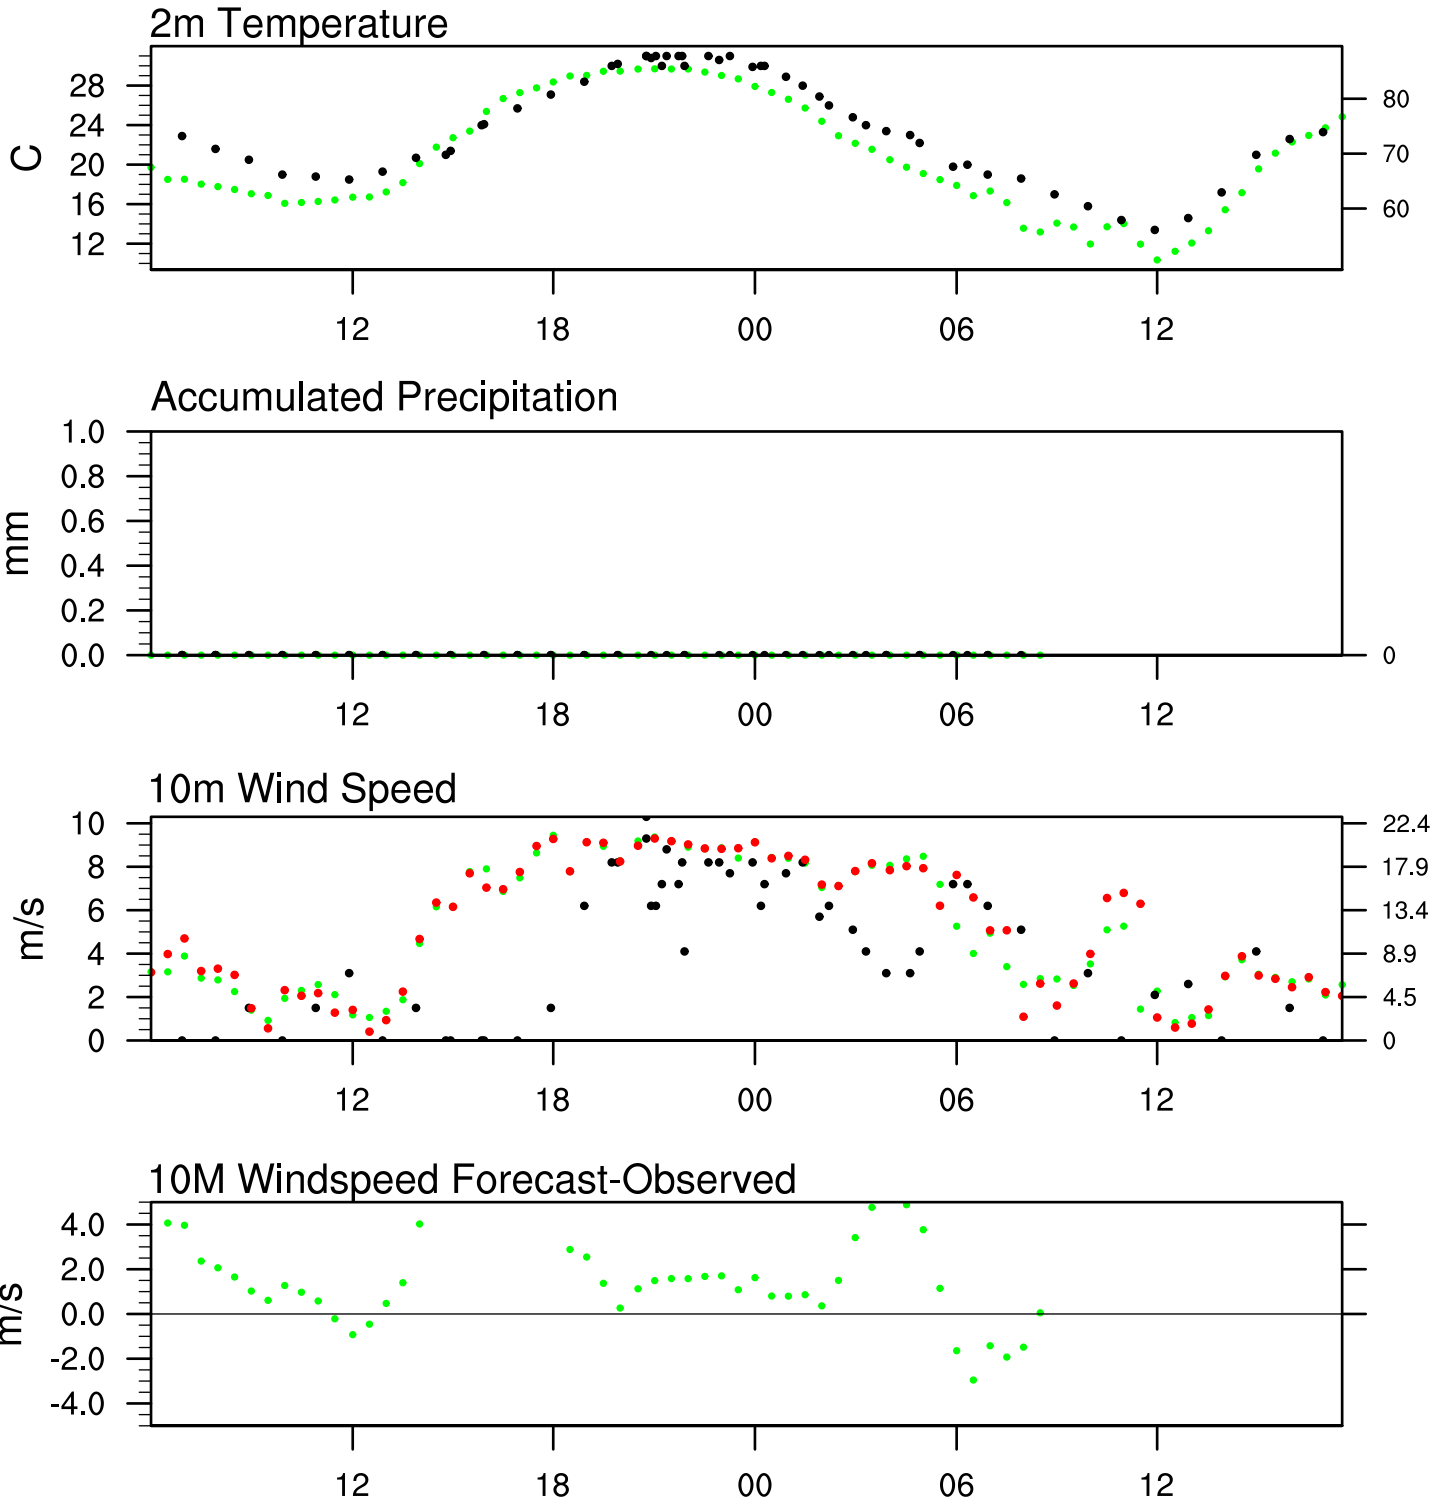 2m Temperature
C
28
24
20
16
12
80
70
60
12 18 00 06 12
Accumulated Precipitation
mm
1.0
0.8
0.6
0.4
0.2
0.0
0
12 18 00 06 12
10m Wind Speed
m/s
10
8
6
4
2
0
22.4
17.9
13.4
8.9
4.5
0
12 18 00 06 12
10M Windspeed Forecast-Observed
m/s
4.0
2.0
0.0
-2.0
-4.0
12 18 00 06 12